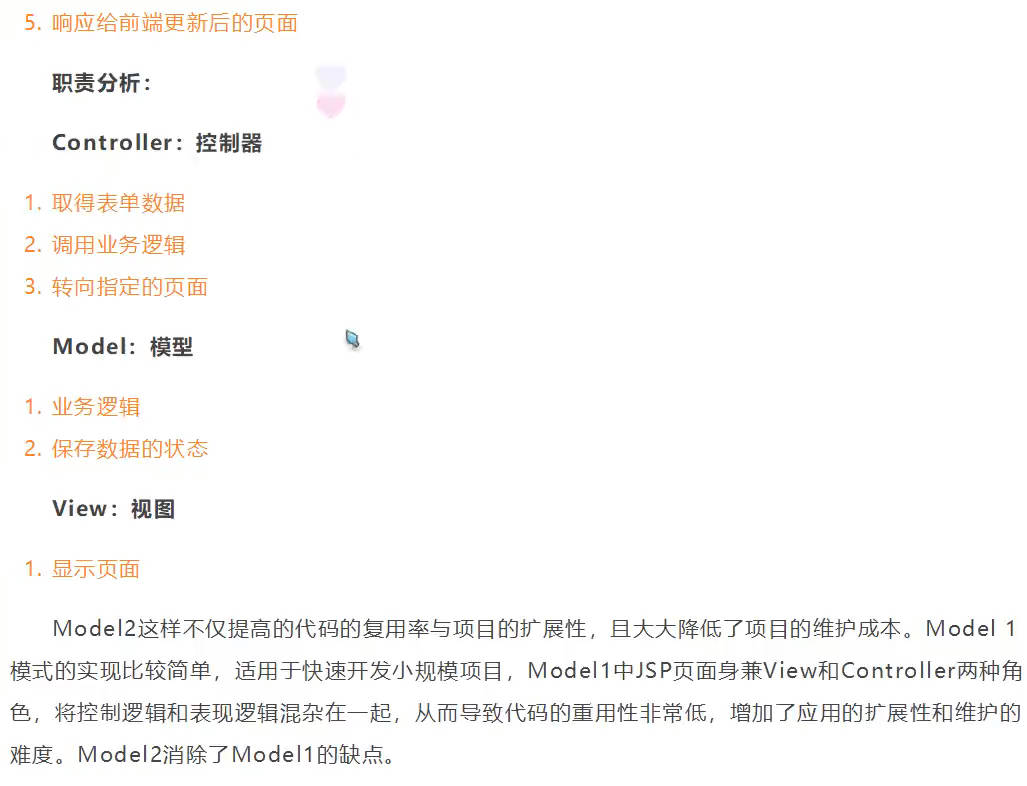 5. 响应给前端更新后的页面
职责分析：
Controller：控制器
1. 取得表单数据
2. 调用业务逻辑
3. 转向指定的页面
Model：模型
1. 业务逻辑
2. 保存数据的状态
View：视图
1. 显示页面
Model2这样不仅提高的代码的复用率与项目的扩展性，且大大降低了项目的维护成本。Model 1
模式的实现比较简单，适用于快速开发小规模项目，Model1中JSP页面身兼View和Controller两种角
色，将控制逻辑和表现逻辑混杂在一起，从而导致代码的重用性非常低，增加了应用的扩展性和维护的
难度。Model2消除了Model1的缺点。